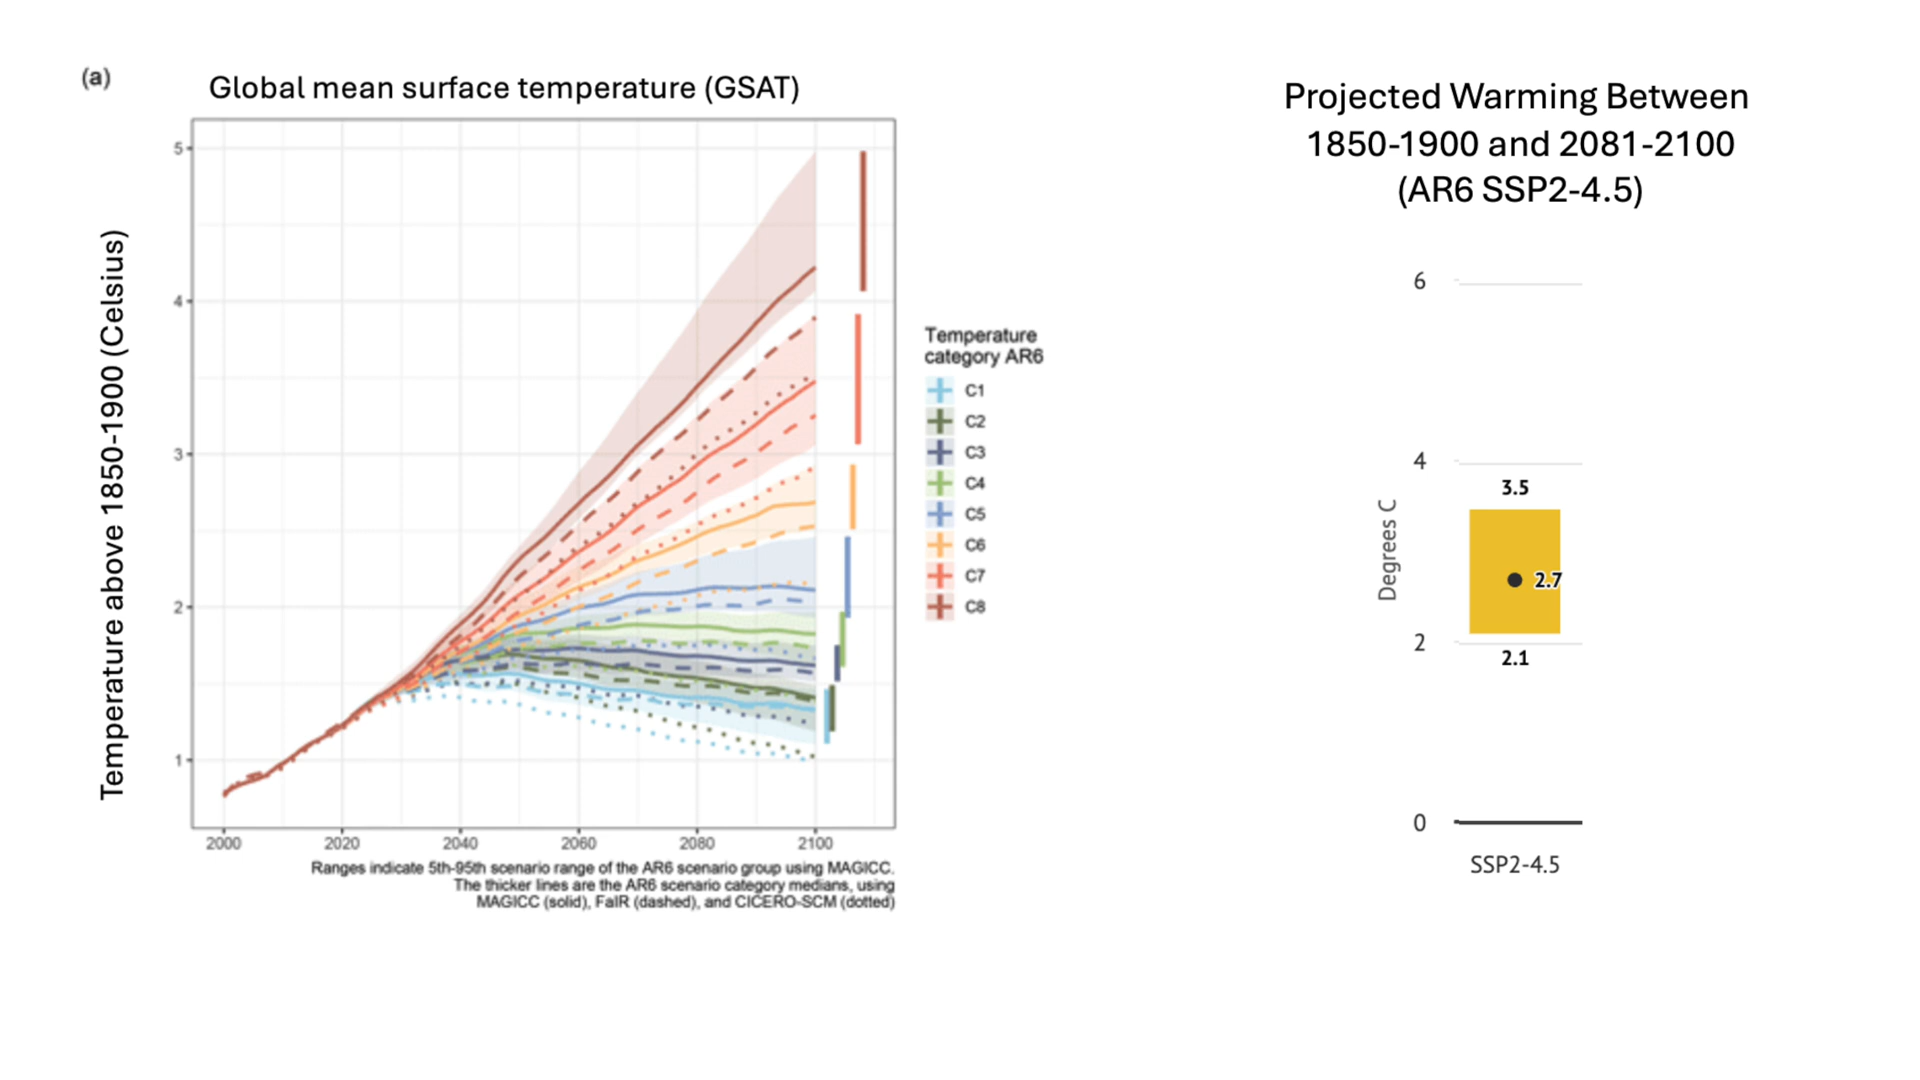 (a)
Global mean surface temperature (GSAT)
Temperature above 1850-1900 (Celsius)
5
4
3
2
1
2000
2020
2040
2060
2080
2100
Ranges indicate 5th-95th scenario range of the AR6 scenario group using MAGICC.
The thicker lines are the AR6 scenario category medians, using
MAGICC (solid), FaIR (dashed), and CICERO-SCM (dotted)
Temperature
category AR6
C1
C2
C3
C4
C5
C6
C7
C8
Projected Warming Between
1850-1900 and 2081-2100
(AR6 SSP2-4.5)
Degrees C
6
4
2
0
3.5
2.7
2.1
SSP2-4.5